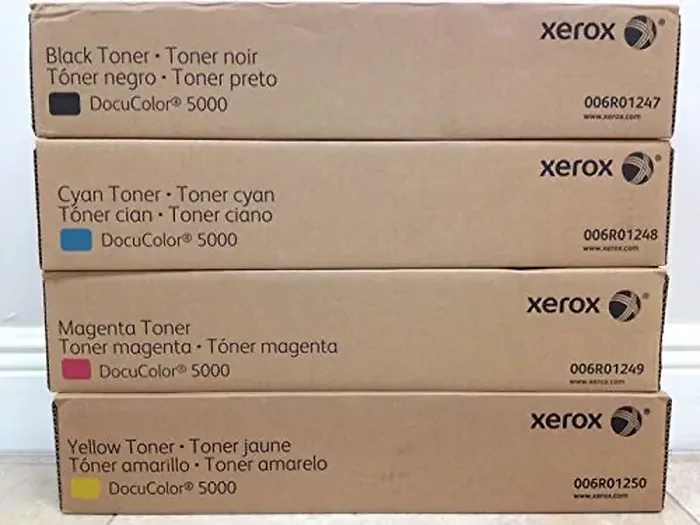 xerox ®
Black Toner • Toner noir
Tóner negro • Toner preto
DocuColor® 5000
006R01247
www.xerox.com
xerox ®
Cyan Toner • Toner cyan
Tóner cian • Toner ciano
DocuColor® 5000
006R01248
www.xerox.com
xerox ®
Magenta Toner
Toner magenta • Tóner magenta
DocuColor® 5000
006R01249
www.xerox.com
xerox ®
Yellow Toner • Toner jaune
Tóner amarillo • Toner amarelo
DocuColor® 5000
006R01250
www.xerox.com